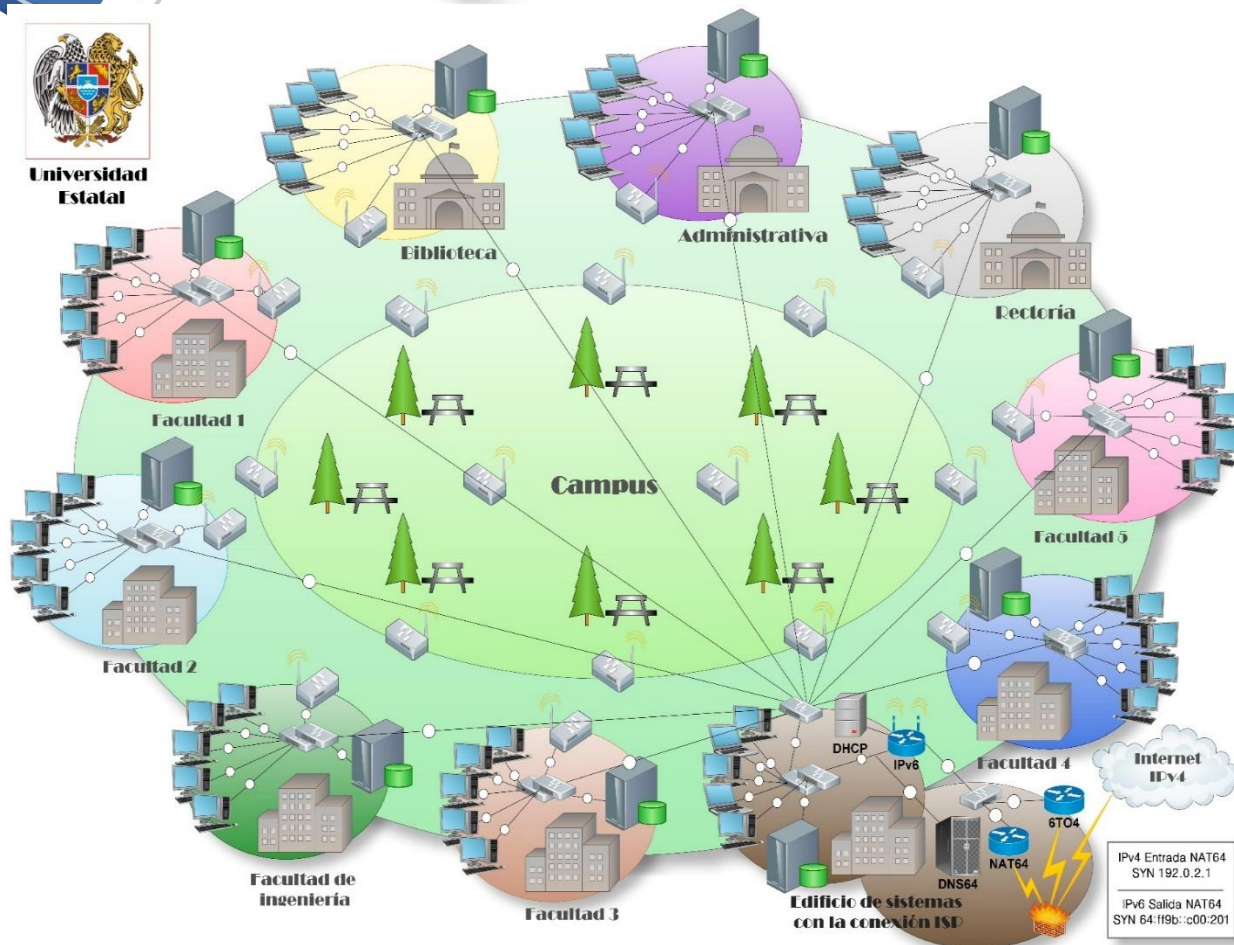 Universidad
Estatal
Biblioteca
Administrativa
Rectoría
Facultad 1
Campus
Facultad 5
Facultad 2
DHCP
IPv6
Facultad 4
Internet
IPv4
6TO4
NAT64
DNS64
Facultad de
ingeniería
Facultad 3
Edificio de sistemas
con la conexión ISP
IPv4 Entrada NAT64
SYN 192.0.2.1
IPv6 Salida NAT64
SYN 64:ff9b::c00:201